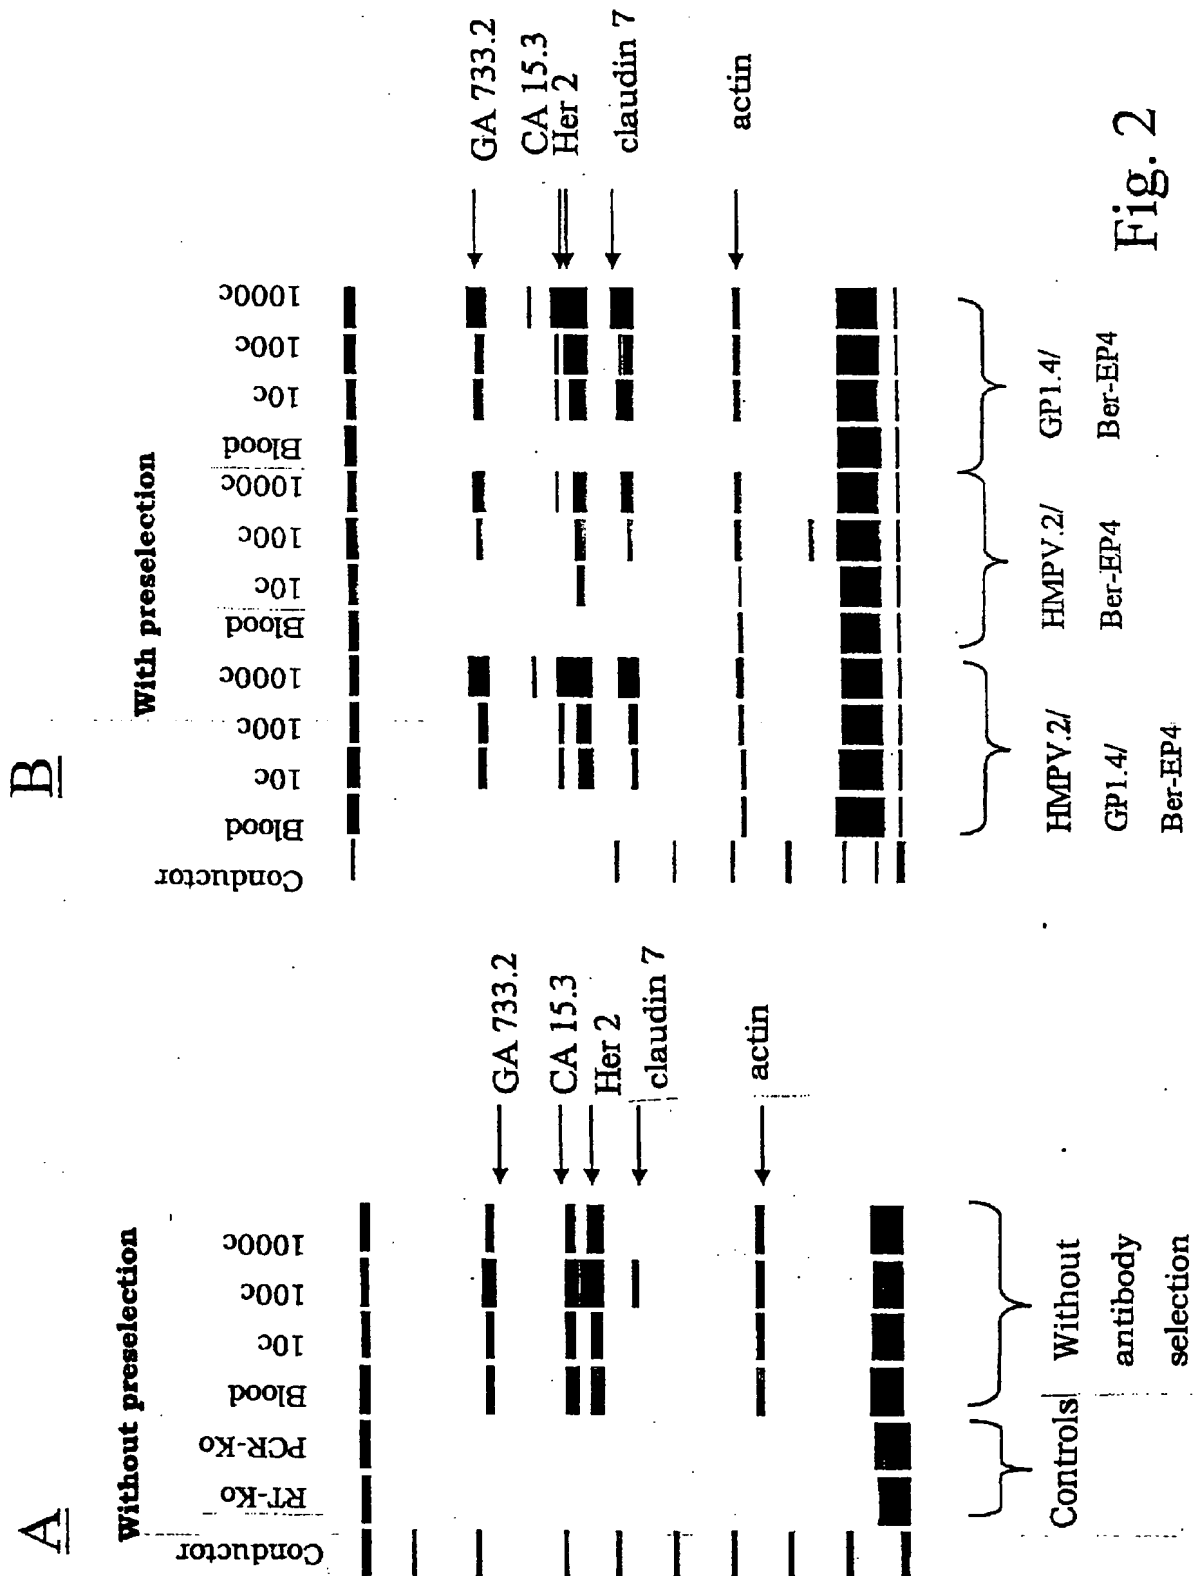 A
Without preselection
Conductor
RT-Ko
PCR-Ko
Blood
10c
100c
1000c
GA 733.2
CA 15.3
Her 2
claudin 7
actin
Controls
Without
antibody
selection
B
With preselection
Conductor
Blood
10c
100c
1000c
Blood
10c
100c
1000c
Blood
10c
100c
1000c
GA 733.2
CA 15.3
Her 2
claudin 7
actin
HMPV.2/
GP1.4/
Ber-EP4
HMPV.2/
Ber-EP4
GP1.4/
Ber-EP4
Fig. 2